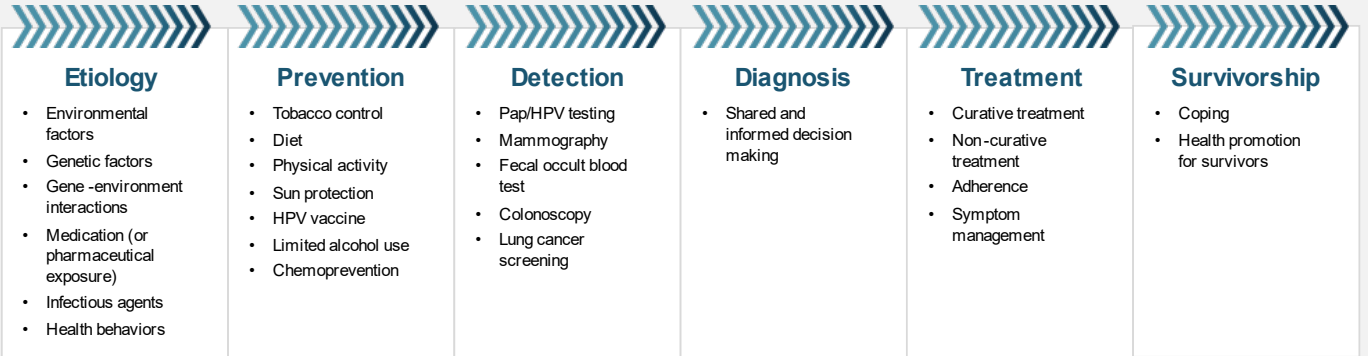 Etiology
• Environmental
factors
• Genetic factors
• Gene -environment
interactions
• Medication (or
pharmaceutical
exposure)
• Infectious agents
• Health behaviors
Prevention
• Tobacco control
• Diet
• Physical activity
• Sun protection
• HPV vaccine
• Limited alcohol use
• Chemoprevention
Detection
• Pap/HPV testing
• Mammography
• Fecal occult blood
test
• Colonoscopy
• Lung cancer
screening
Diagnosis
• Shared and
informed decision
making
Treatment
• Curative treatment
• Non-curative
treatment
• Adherence
• Symptom
management
Survivorship
• Coping
• Health promotion
for survivors